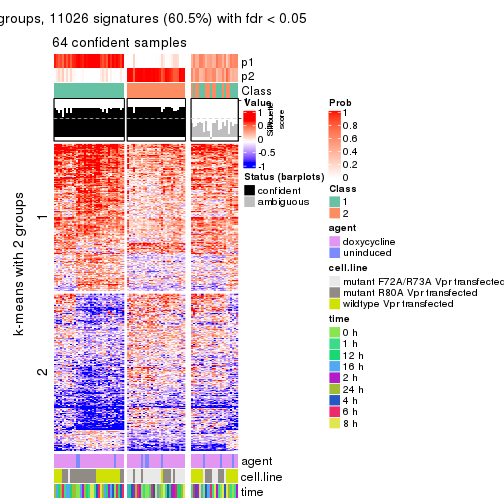 groups, 11026 signatures (60.5%) with fdr < 0.05
64 confident samples
p1
p2
Class
Silhouette
score
k-means with 2 groups
1
2
agent
cell.line
time
Value
1
0
-0.5
-1
Status (barplots)
confident
ambiguous
Prob
1
0.8
0.6
0.4
0.2
0
Class
1
2
agent
doxycycline
uninduced
cell.line
mutant F72A/R73A Vpr transfected
mutant R80A Vpr transfected
wildtype Vpr transfected
time
0 h
1 h
12 h
16 h
2 h
24 h
4 h
6 h
8 h